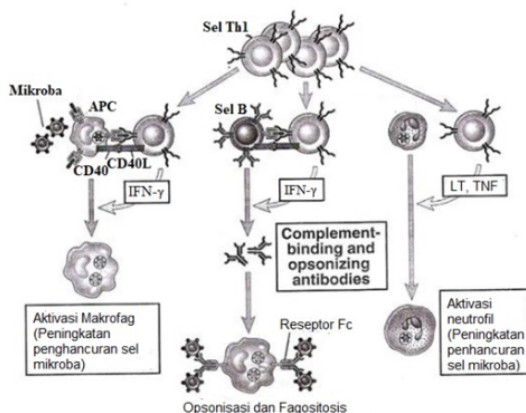 Sel Th1
Mikroba
APC
Sel B
CD40L
CD40
IFN-γ
IFN-γ
LT, TNF
Complement-
binding and
opsonizing
antibodies
Aktivasi Makrofag
(Peningkatan
penghancuran sel
mikroba)
Reseptor Fc
Aktivasi
neutrofil
(Peningkatan
penhancuran
sel mikroba)
Opsonisasi dan Fagositosis